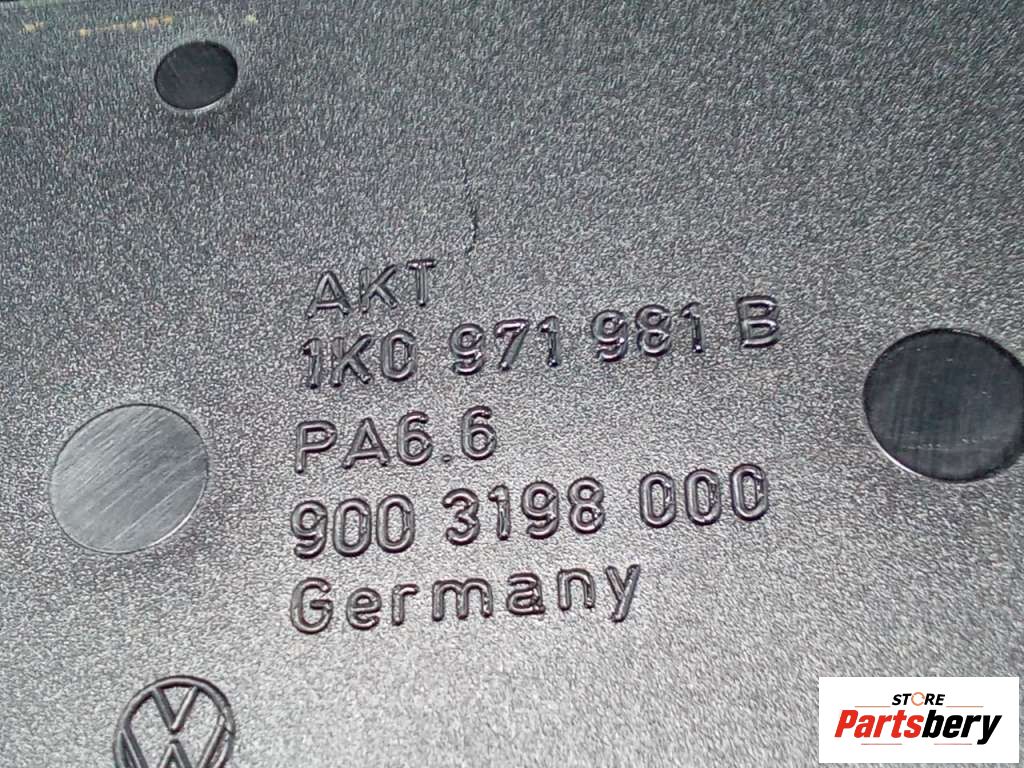 AKT
1K0 971 981 B
PA6.6
900 3198 000
Germany
STORE
Partsbery